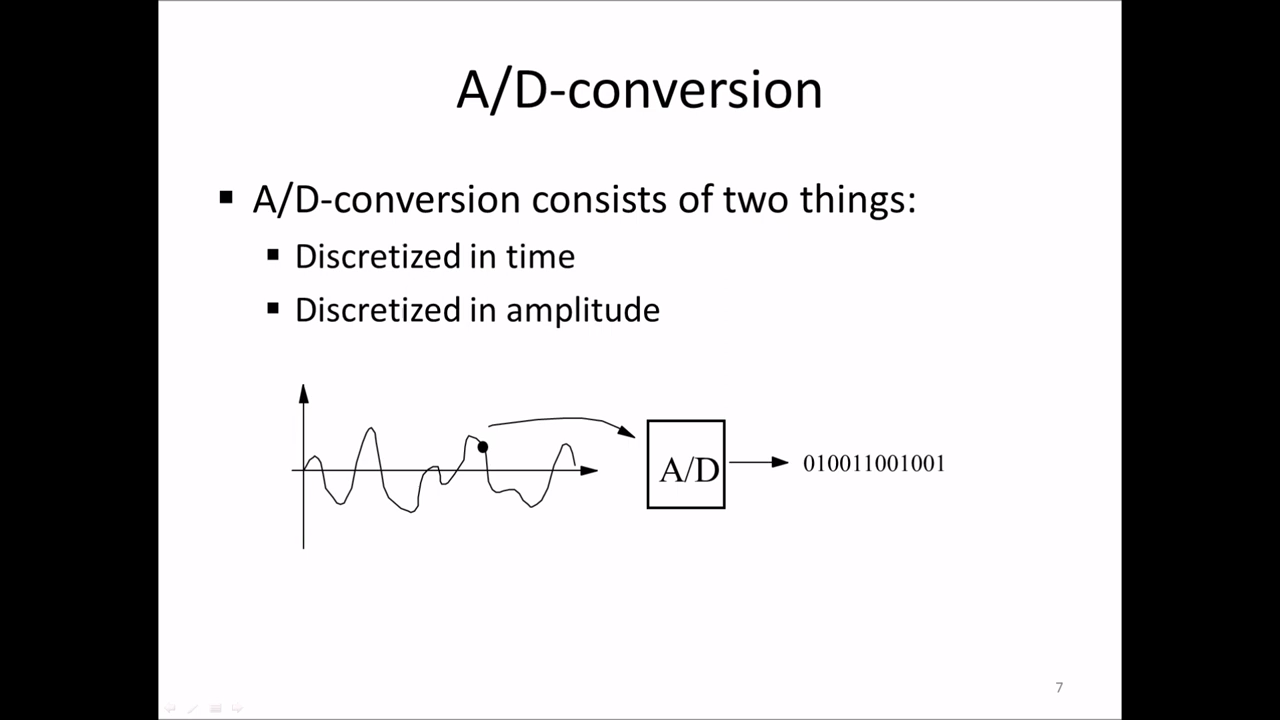 A/D-conversion
A/D-conversion consists of two things:
Discretized in time
Discretized in amplitude
A/D
010011001001
7